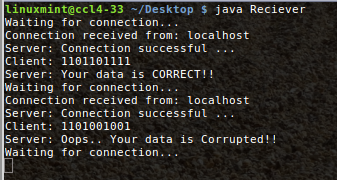 linuxmint@ccl4-33 ~/Desktop $ java Reciever
Waiting for connection...
Connection received from: localhost
Server: Connection successful ...
Client: 1101101111
Server: Your data is CORRECT!!
Waiting for connection...
Connection received from: localhost
Server: Connection successful ...
Client: 1101001001
Server: Oops.. Your data is Corrupted!!
Waiting for connection...